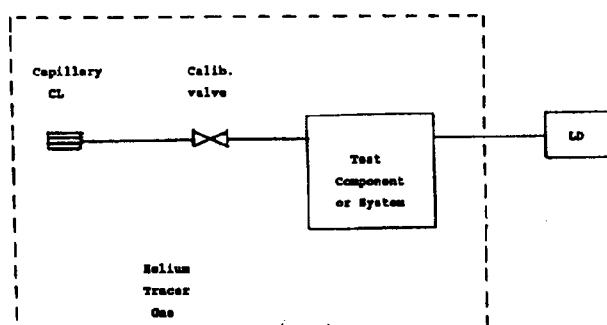 Capillary
CL
Calib.
valve
LD
Test
Component
or System
Helium
Tracer
Gas